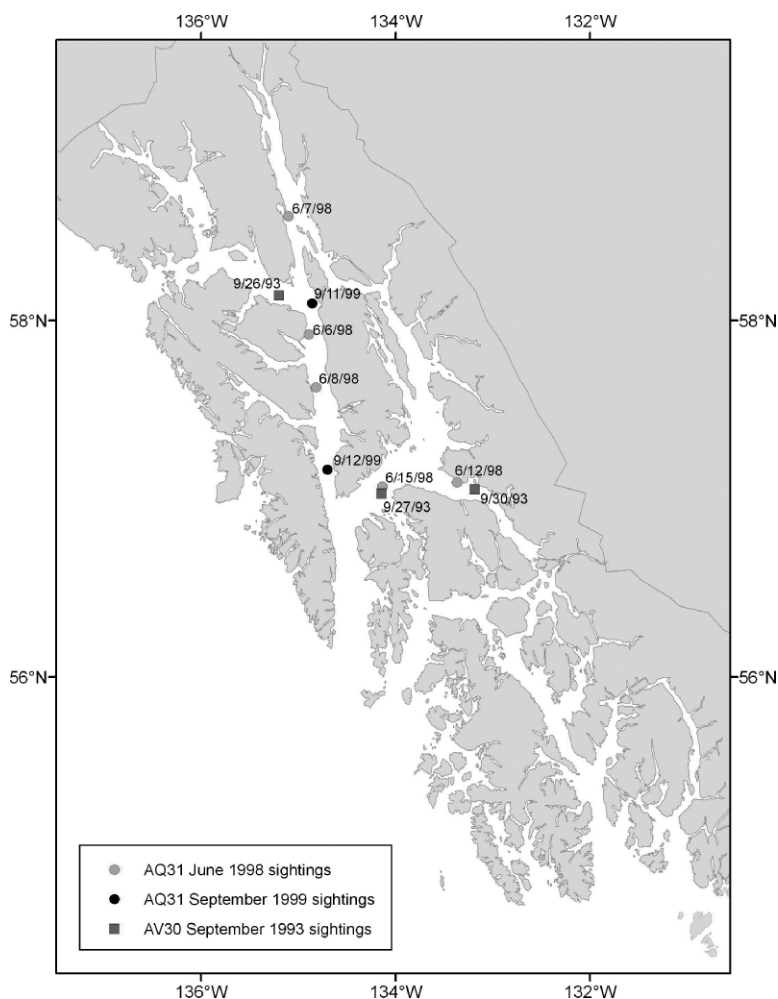 136°W 134°W 132°W
6/7/98
9/26/93
9/11/99
58°N 58°N
6/6/98
6/8/98
9/12/99
6/15/98 6/12/98
9/27/93 9/30/93
56°N 56°N
AQ31 June 1998 sightings
AQ31 September 1999 sightings
AV30 September 1993 sightings
136°W 134°W 132°W